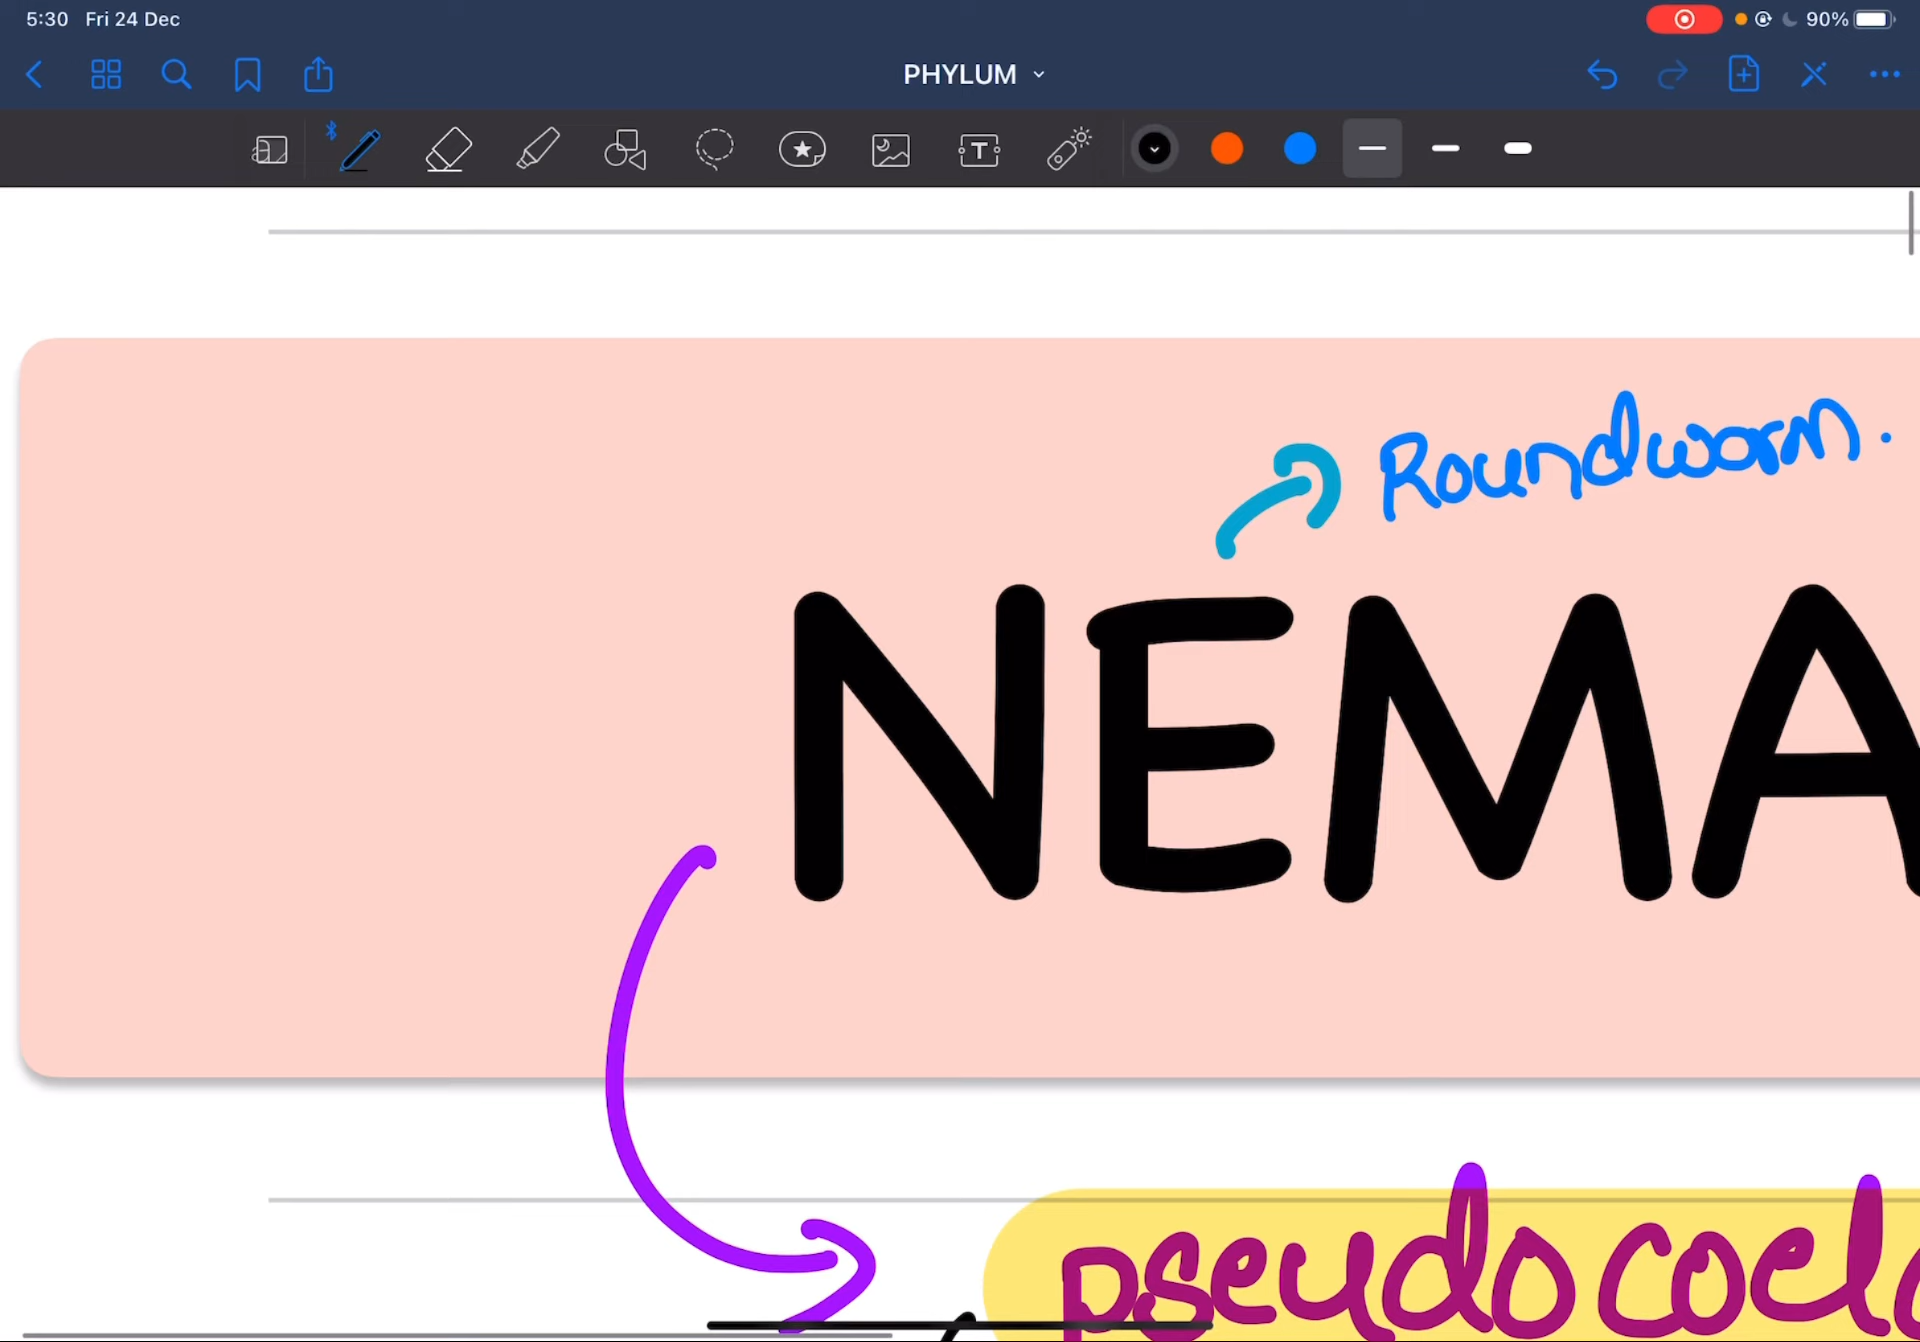 5:30 Fri 24 Dec
90%
PHYLUM
T
Roundworm.
NEMA
pseudocoel